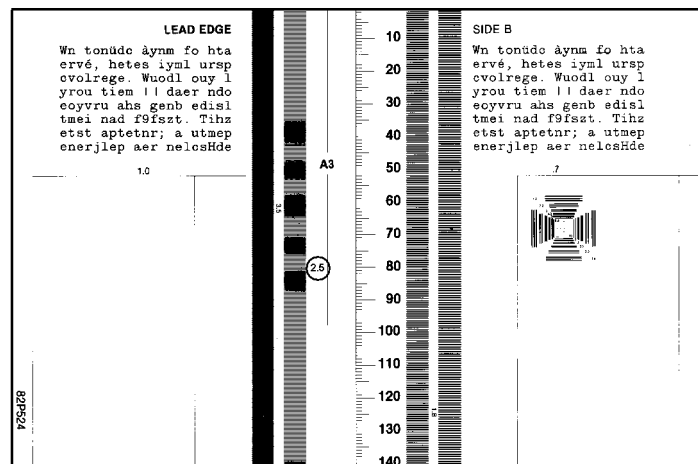 LEAD EDGE
Wn tonüdc àynm fo hta
ervé, hetes iyml ursp
cvolrege. Wuodl ouy l
yrou tiem || daer ndo
eoyvru ahs genb edisl
tmei nad f9fszt. Tihz
etst aptetnr; a utmep
enerjlep aer nelcsHde
1.0
3.5
A3
2.5
10
20
30
40
50
60
70
80
90
100
110
120
130
140
1.8
SIDE B
Wn tonüdc àynm fo hta
ervé, hetes iyml ursp
cvolrege. Wuodl ouy l
yrou tiem || daer ndo
eoyvru ahs genb edisl
tmei nad f9fszt. Tihz
etst aptetnr; a utmep
enerjlep aer nelcsHde
.7
82P524